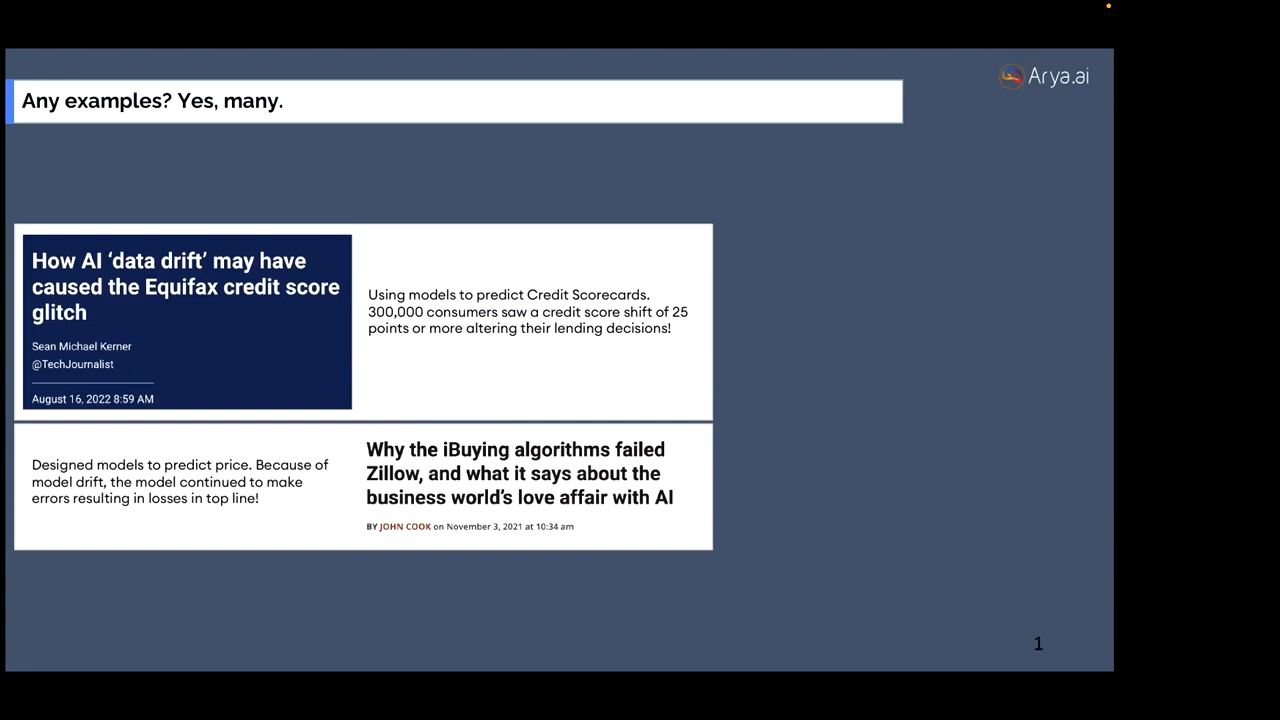 Arya.ai
Any examples? Yes, many.
How AI ‘data drift’ may have
caused the Equifax credit score
glitch
Sean Michael Kerner
@TechJournalist
August 16, 2022 8:59 AM
Using models to predict Credit Scorecards.
300,000 consumers saw a credit score shift of 25
points or more altering their lending decisions!
Designed models to predict price. Because of
model drift, the model continued to make
errors resulting in losses in top line!
Why the iBuying algorithms failed
Zillow, and what it says about the
business world’s love affair with AI
BY JOHN COOK on November 3, 2021 at 10:34 am
1